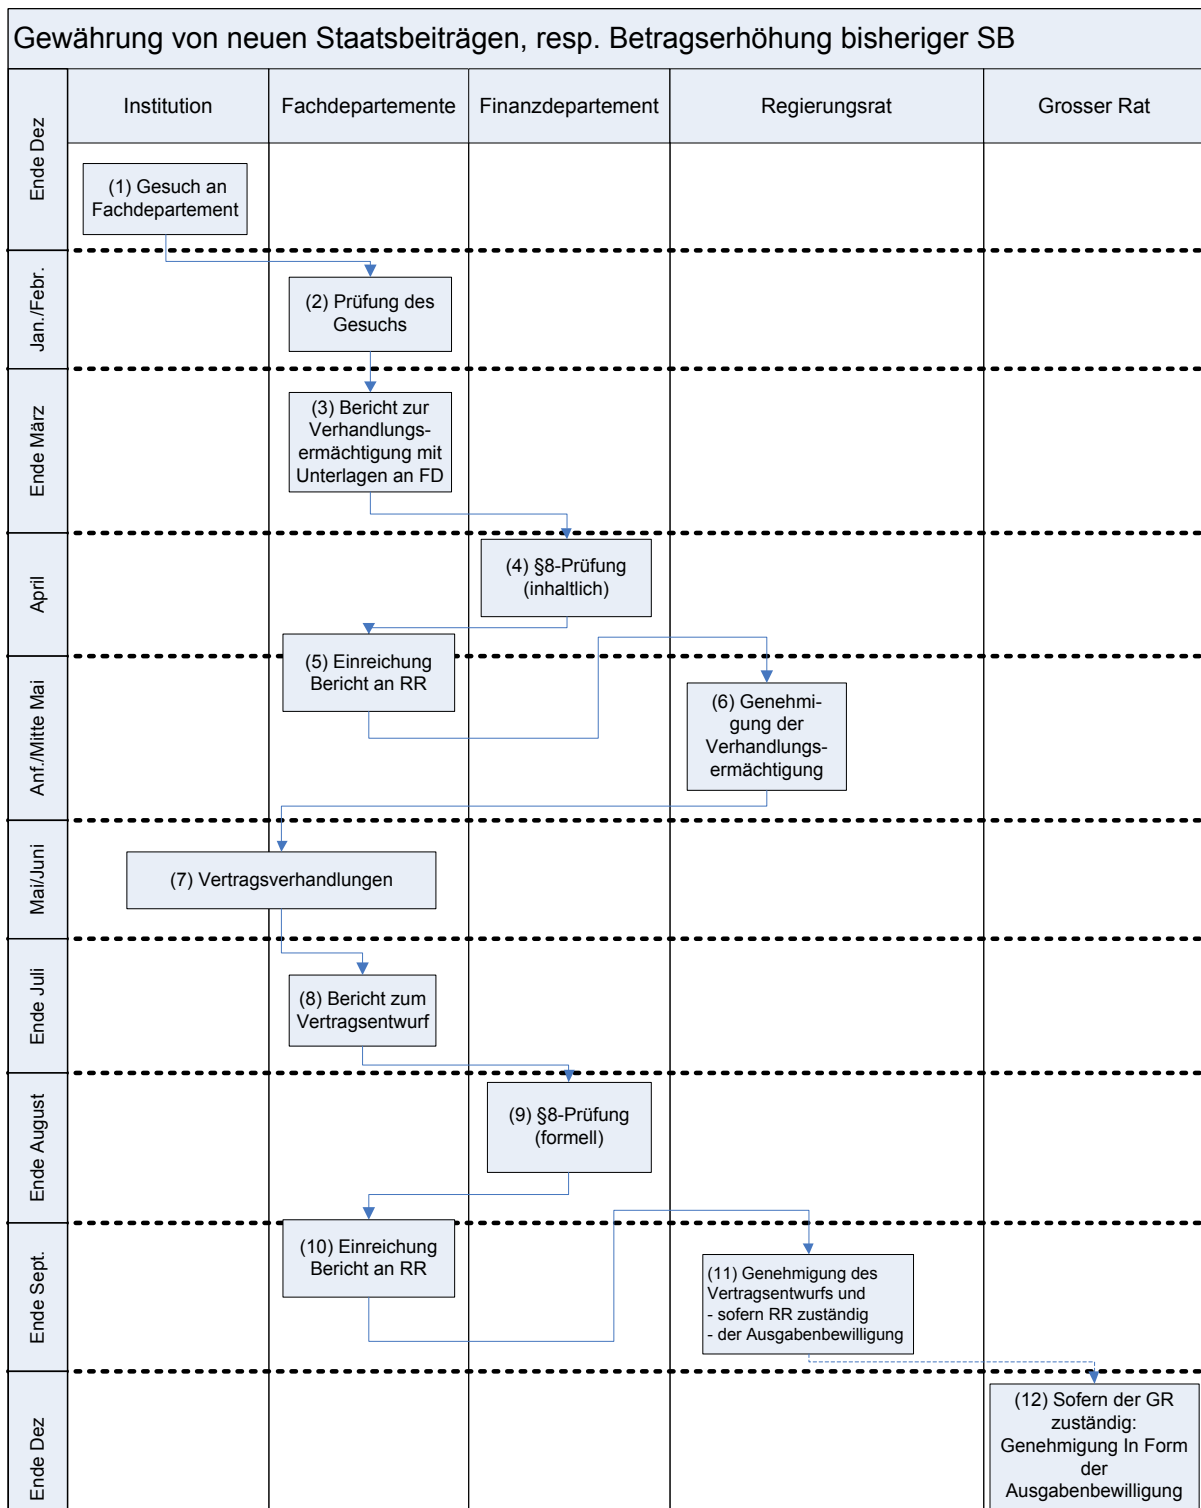 Gewährung von neuen Staatsbeiträgen, resp. Betragserhöhung bisheriger SB
Institution
Fachdepartemente
Finanzdepartement
Regierungsrat
Grosser Rat
Ende Dez
(1) Gesuch an
Fachdepartement
Jan./Febr.
(2) Prüfung des
Gesuchs
Ende März
(3) Bericht zur
Verhandlungs-
ermächtigung mit
Unterlagen an FD
April
(4) §8-Prüfung
(inhaltlich)
(5) Einreichung
Bericht an RR
Anf./Mitte Mai
(6) Genehmi-
gung der
Verhandlungs-
ermächtigung
Mai/Juni
(7) Vertragsverhandlungen
Ende Juli
(8) Bericht zum
Vertragsentwurf
Ende August
(9) §8-Prüfung
(formell)
Ende Sept.
(10) Einreichung
Bericht an RR
(11) Genehmigung des
Vertragsentwurfs und
- sofern RR zuständig
- der Ausgabenbewilligung
Ende Dez
(12) Sofern der GR
zuständig:
Genehmigung In Form
der
Ausgabenbewilligung